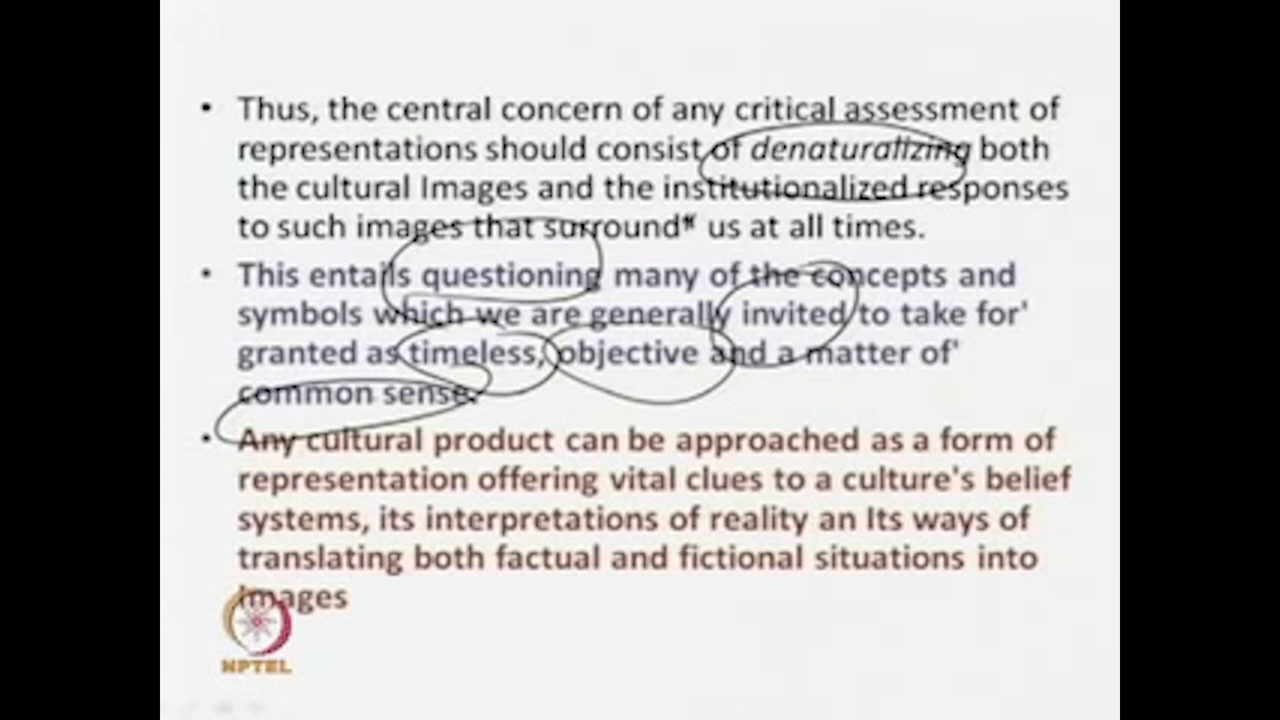 • Thus, the central concern of any critical assessment of
representations should consist of denaturalizing both
the cultural Images and the institutionalized responses
to such images that surround* us at all times.
• This entails questioning many of the concepts and
symbols which we are generally invited to take for'
granted as timeless, objective and a matter of'
common sense.
• Any cultural product can be approached as a form of
representation offering vital clues to a culture's belief
systems, its interpretations of reality an Its ways of
translating both factual and fictional situations into
Images
NPTEL